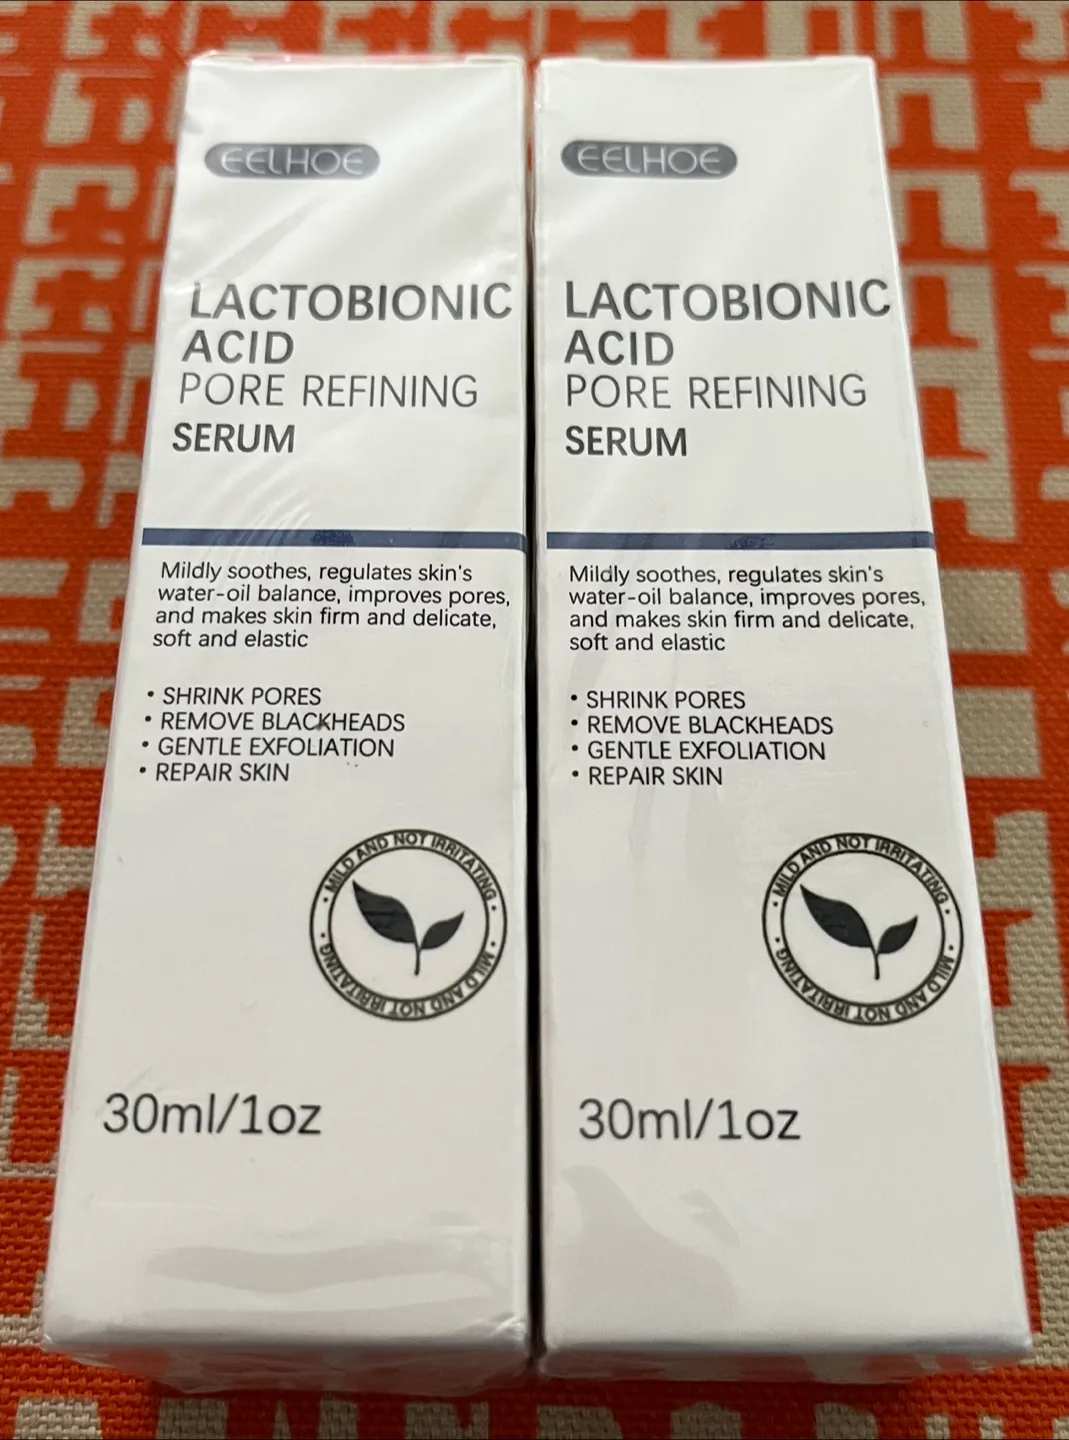 EELHOE
LACTOBIONIC
ACID
PORE REFINING
SERUM
Mildly soothes, regulates skin's
water-oil balance, improves pores,
and makes skin firm and delicate,
soft and elastic
• SHRINK PORES
• REMOVE BLACKHEADS
• GENTLE EXFOLIATION
• REPAIR SKIN
• MILD AND NOT IRRITATING •
• MILD AND NOT IRRITATING •
30ml/1oz
EELHOE
LACTOBIONIC
ACID
PORE REFINING
SERUM
Mildly soothes, regulates skin's
water-oil balance, improves pores,
and makes skin firm and delicate,
soft and elastic
• SHRINK PORES
• REMOVE BLACKHEADS
• GENTLE EXFOLIATION
• REPAIR SKIN
• MILD AND NOT IRRITATING •
• MILD AND NOT IRRITATING •
30ml/1oz